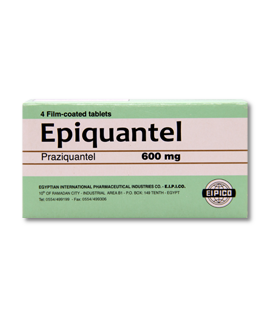 4 Film-coated tablets
Epiquantel
Praziquantel 600 mg
EGYPTIAN INTERNATIONAL PHARMACEUTICAL INDUSTRIES CO. - E.I.P.I.CO.
10TH OF RAMADAN CITY - INDUSTRIAL AREA B1 - P.O. BOX: 149 TENTH - EGYPT
EIPICO